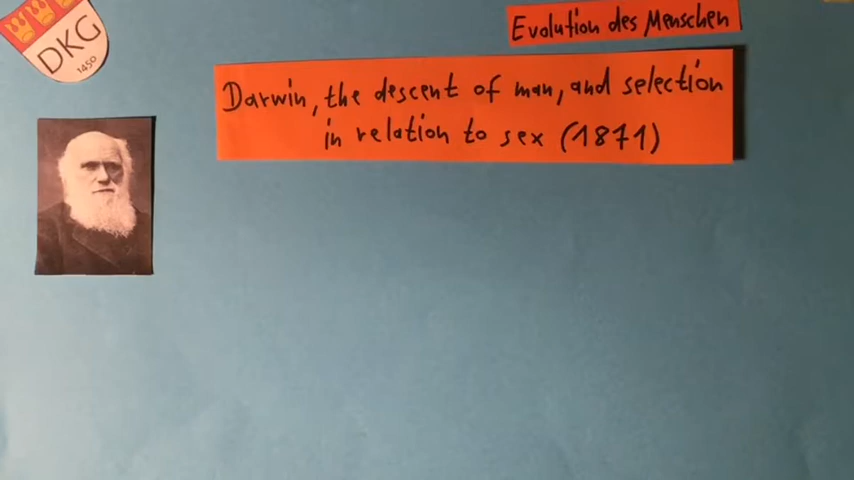 DKG
1450
Evolution des Menschen
Darwin, the descent of man, and selection
in relation to sex (1871)